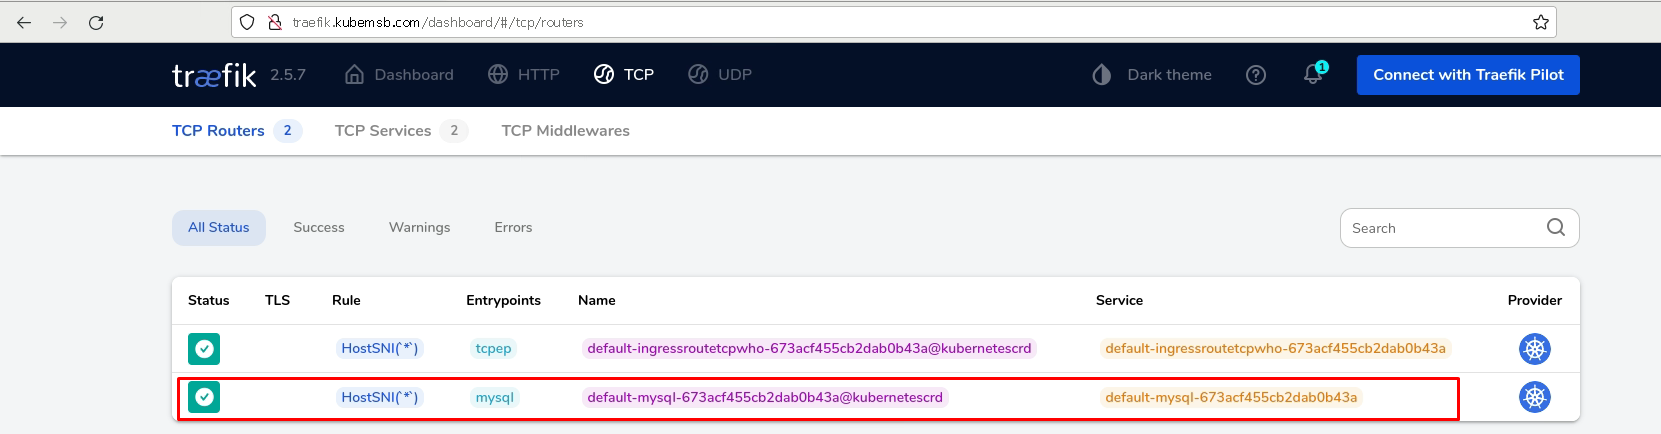 traefik.kubemsb.com/dashboard/#/tcp/routers
træfik 2.5.7 Dashboard HTTP TCP UDP Dark theme 1 Connect with Traefik Pilot
TCP Routers 2 TCP Services 2 TCP Middlewares
All Status Success Warnings Errors Search
Status TLS Rule Entrypoints Name Service Provider
HostSNI(`*`) tcpep default-ingressroutetcpwho-673acf455cb2dab0b43a@kubernetescrd default-ingressroutetcpwho-673acf455cb2dab0b43a
HostSNI(`*`) mysql default-mysql-673acf455cb2dab0b43a@kubernetescrd default-mysql-673acf455cb2dab0b43a